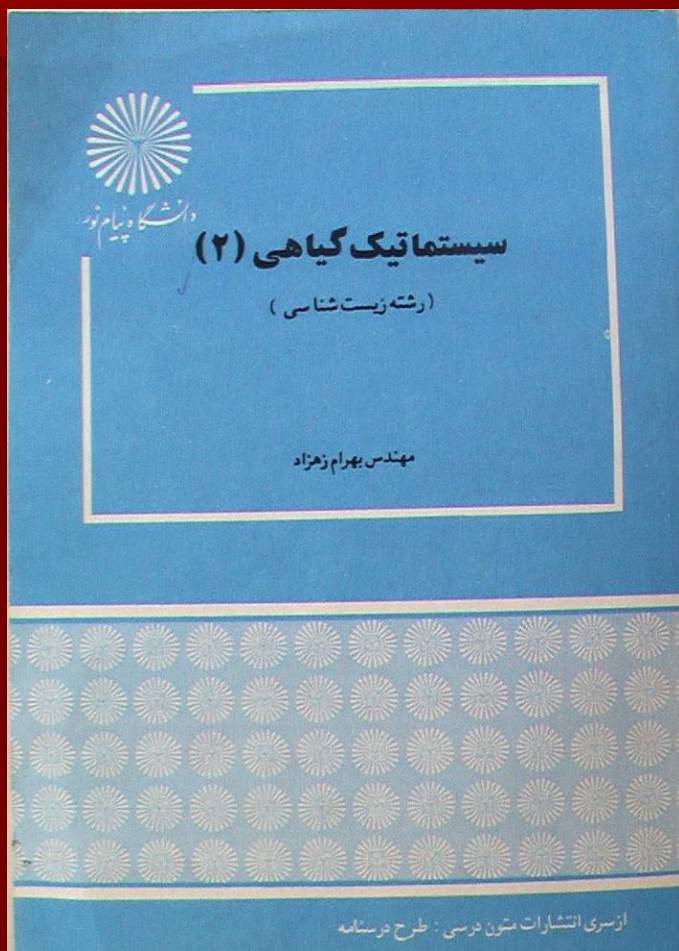 دانشگاه پیام نور
سیستماتیک گیاهی (۲)
(رشته زیست شناسی)
مهندس بهرام زهزاد
ازسری انتشارات متون درسی : طرح درسنامه